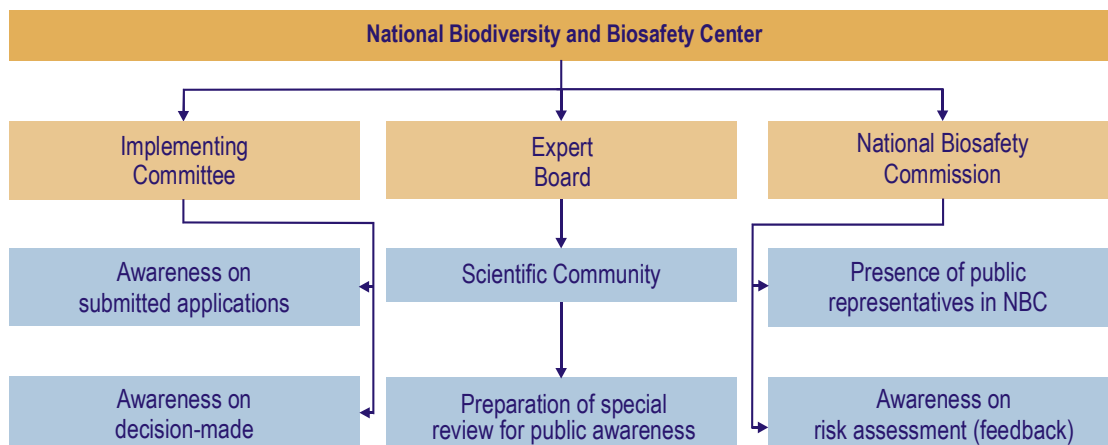 National Biodiversity and Biosafety Center
Implementing
Committee
Expert
Board
National Biosafety
Commission
Awareness on
submitted applications
Scientific Community
Presence of public
representatives in NBC
Awareness on
decision-made
Preparation of special
review for public awareness
Awareness on
risk assessment (feedback)